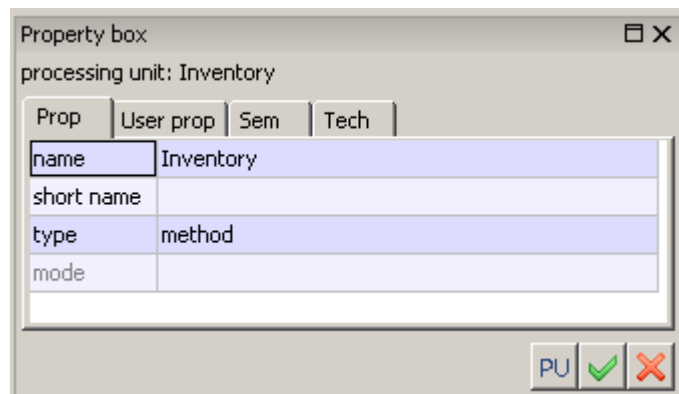 Property box
processing unit: Inventory
Prop User prop Sem Tech
name Inventory
short name
type method
mode
PU